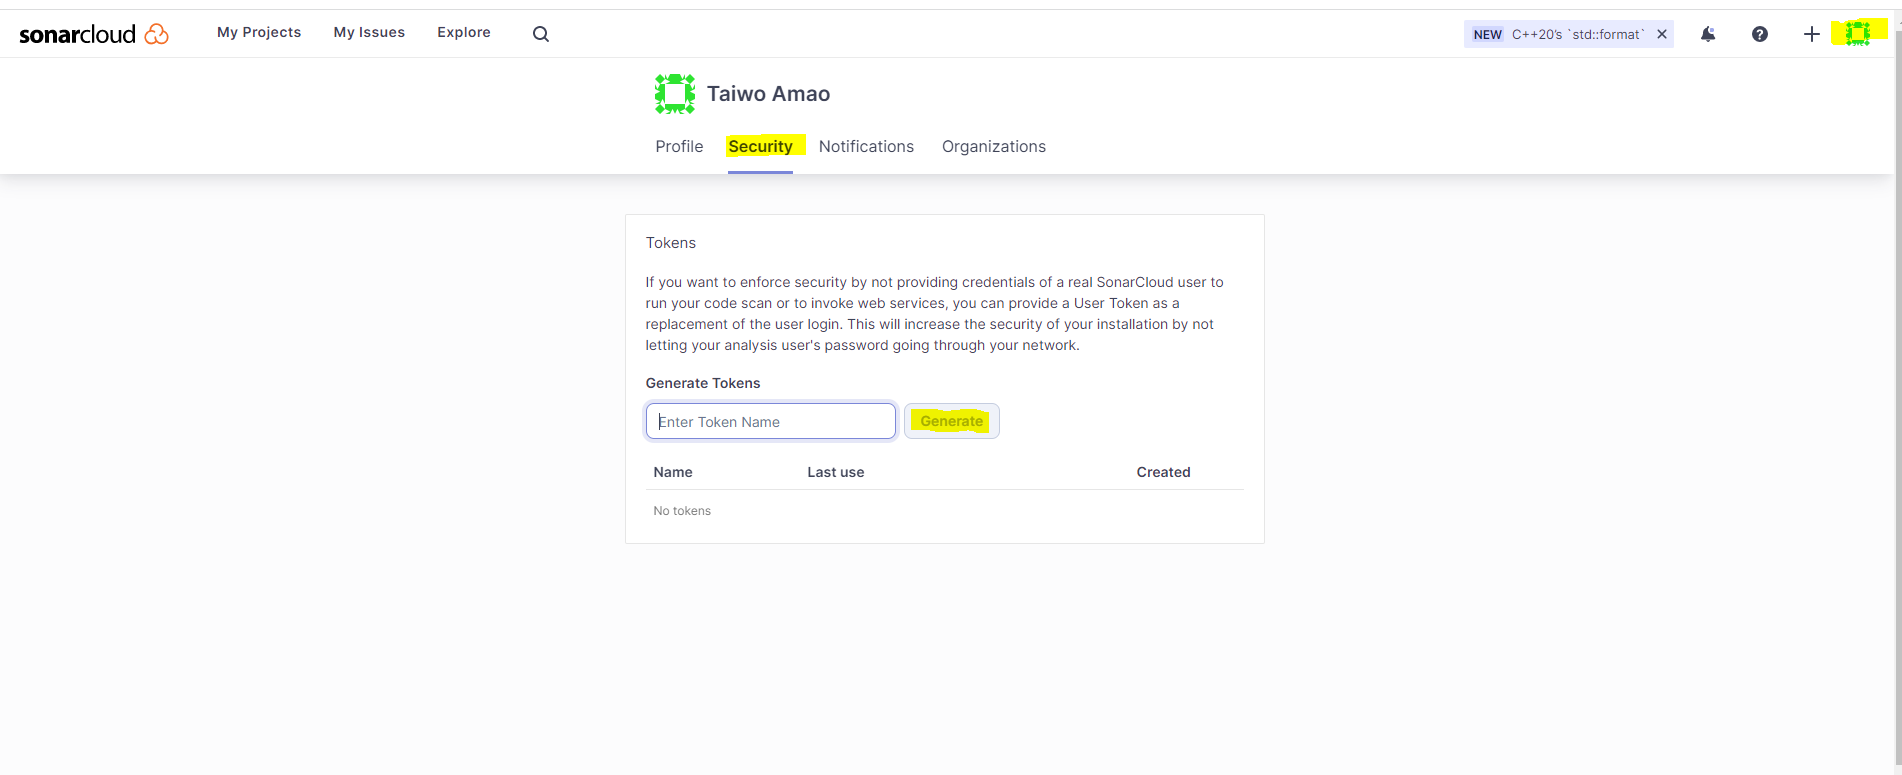 sonarcloud My Projects My Issues Explore NEW C++20's `std::format`
Taiwo Amao
Profile Security Notifications Organizations
Tokens
If you want to enforce security by not providing credentials of a real SonarCloud user to
run your code scan or to invoke web services, you can provide a User Token as a
replacement of the user login. This will increase the security of your installation by not
letting your analysis user's password going through your network.
Generate Tokens
Enter Token Name Generate
Name Last use Created
No tokens